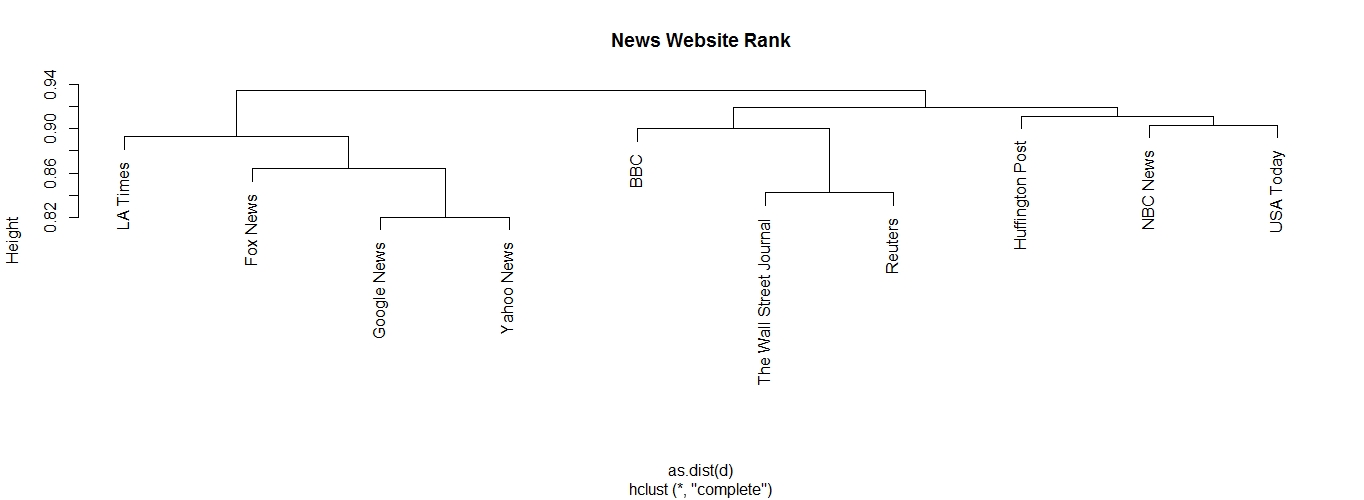 News Website Rank
Height
0.94
0.90
0.86
0.82
LA Times
Fox News
Google News
Yahoo News
BBC
The Wall Street Journal
Reuters
Huffington Post
NBC News
USA Today
as.dist(d)
hclust (*, "complete")